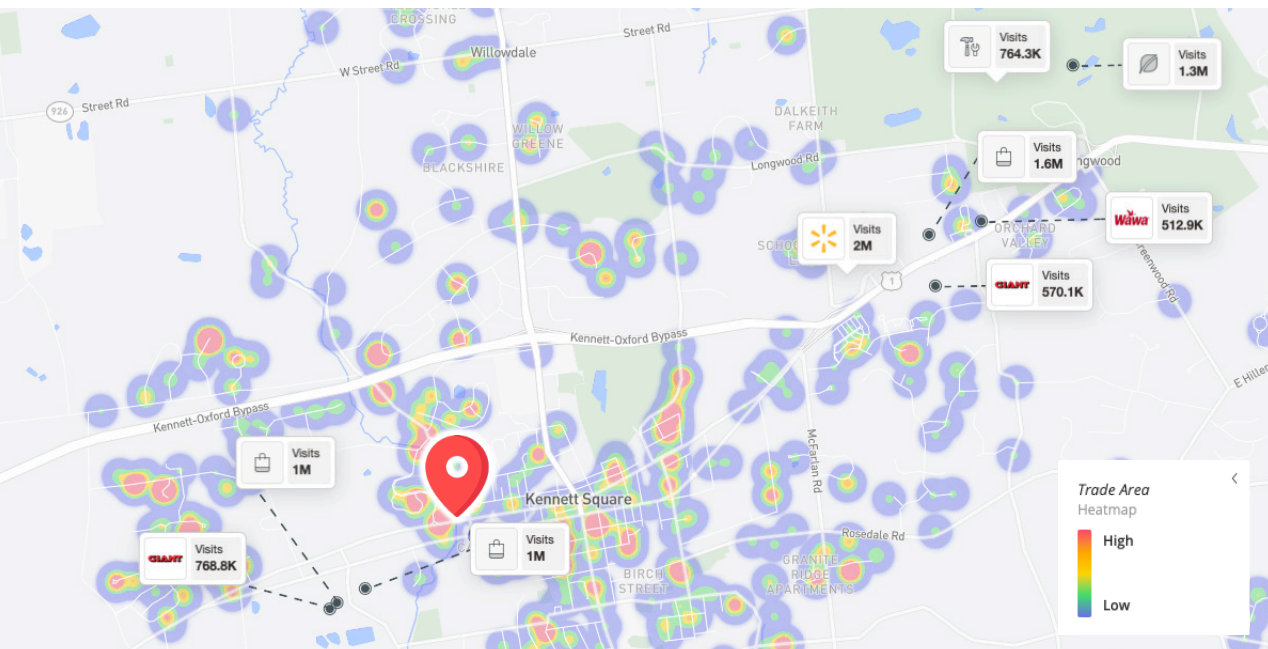 CROSSING
Willowdale
Street Rd
W Street Rd
926
Street Rd
Visits
764.3K
Visits
1.3M
DALKEITH
FARM
WILLOW
GREENE
BLACKSHIRE
Longwood Rd
Visits
1.6M
ngwood
Wawa
Visits
512.9K
Visits
2M
ORCHARD
VALLEY
GIANT
Visits
570.1K
1
Kennett-Oxford Bypass
E Hiller
Kennett-Oxford Bypass
Visits
1M
McFarlan Rd
Kennett Square
Trade Area
Heatmap
High
Low
Rosedale Rd
GIANT
Visits
768.8K
Visits
1M
BIRCH
STREET
GRANITE
RIDGE
APARTMENTS